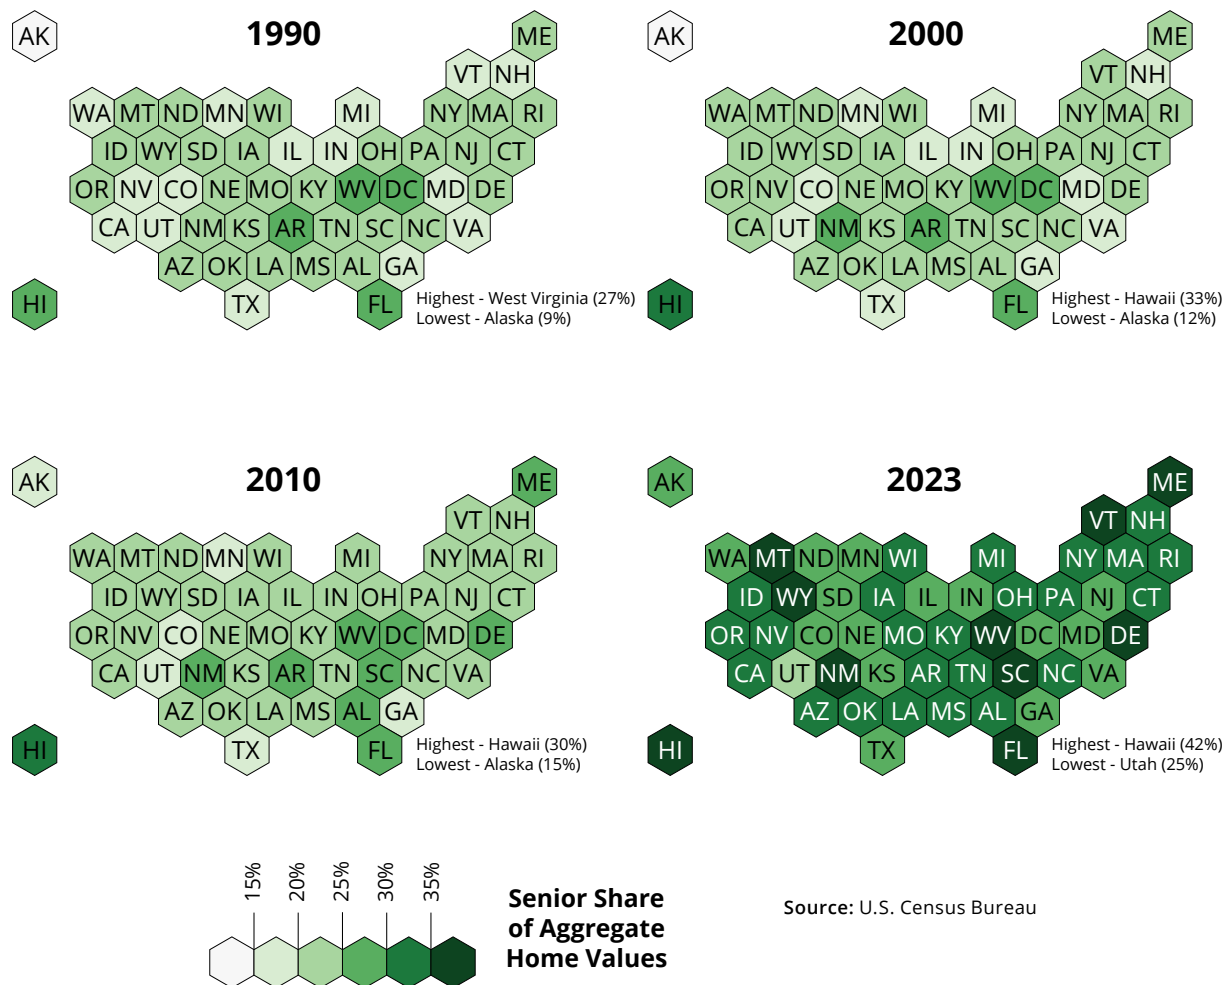 1990
AK
ME
VT NH
WA MT ND MN WI MI NY MA RI
ID WY SD IA IL IN OH PA NJ CT
OR NV CO NE MO KY WV DC MD DE
CA UT NM KS AR TN SC NC VA
AZ OK LA MS AL GA
HI TX FL
Highest - West Virginia (27%)
Lowest - Alaska (9%)
2000
AK
ME
VT NH
WA MT ND MN WI MI NY MA RI
ID WY SD IA IL IN OH PA NJ CT
OR NV CO NE MO KY WV DC MD DE
CA UT NM KS AR TN SC NC VA
AZ OK LA MS AL GA
HI TX FL
Highest - Hawaii (33%)
Lowest - Alaska (12%)
2010
AK
ME
VT NH
WA MT ND MN WI MI NY MA RI
ID WY SD IA IL IN OH PA NJ CT
OR NV CO NE MO KY WV DC MD DE
CA UT NM KS AR TN SC NC VA
AZ OK LA MS AL GA
HI TX FL
Highest - Hawaii (30%)
Lowest - Alaska (15%)
2023
AK
ME
VT NH
WA MT ND MN WI MI NY MA RI
ID WY SD IA IL IN OH PA NJ CT
OR NV CO NE MO KY WV DC MD DE
CA UT NM KS AR TN SC NC VA
AZ OK LA MS AL GA
HI TX FL
Highest - Hawaii (42%)
Lowest - Utah (25%)
15% 20% 25% 30% 35%
Senior Share
of Aggregate
Home Values
Source: U.S. Census Bureau